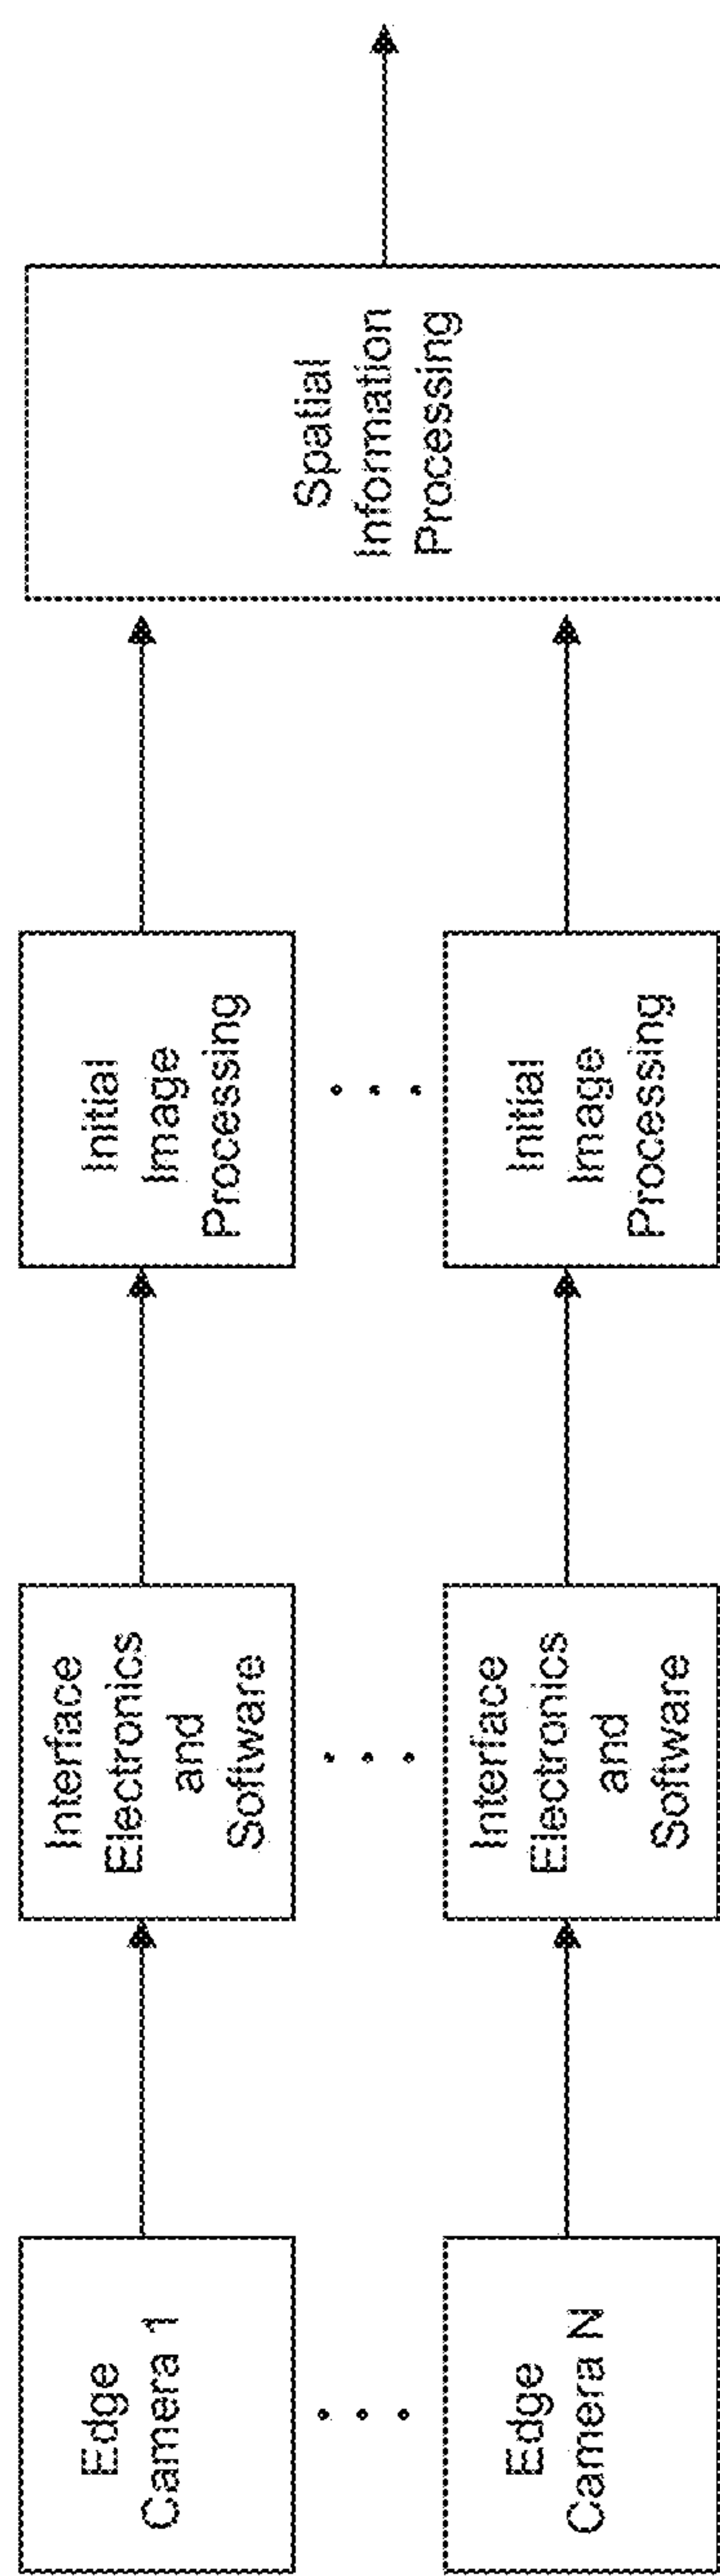 Edge
Camera 1
Interface
Electronics
and
Software
Initial
Image
Processing
Spatial
Information
Processing
Edge
Camera N
Interface
Electronics
and
Software
Initial
Image
Processing